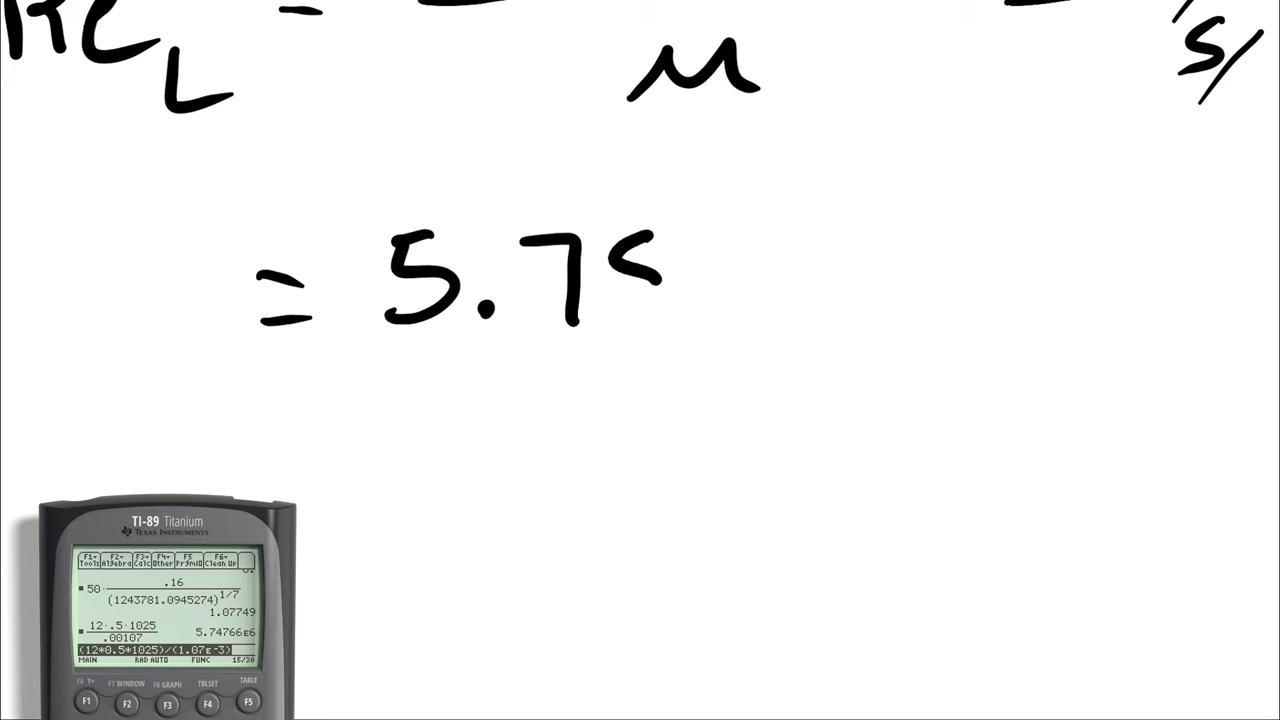 Re_L = μ = s/
= 5.7
TI-89 Titanium
TEXAS INSTRUMENTS
F1▾ F2▾ F3▾ F4▾ F5 F6▾
Tools Algebra Calc Other PrgmIO Clean Up
50 · .16 / (1243781.0945274)^1/7
1.07749
12 · .5 · 1025 / .00107 5.74766E6
(12*0.5*1025)/(1.07E-3)
MAIN RAD AUTO FUNC 15/30
F6 Y= F7 WINDOW F8 GRAPH TBLSET TABLE
F1 F2 F3 F4 F5